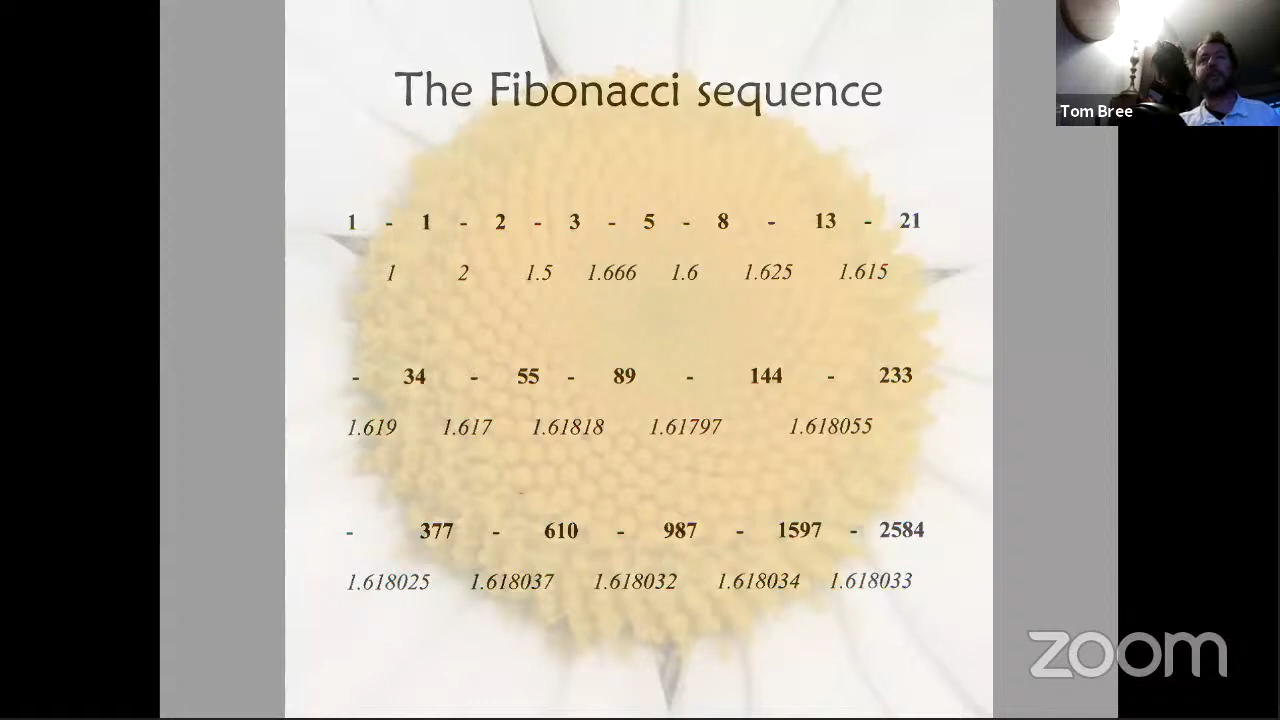 The Fibonacci sequence
Tom Bree
1 - 1 - 2 - 3 - 5 - 8 - 13 - 21
1 2 1.5 1.666 1.6 1.625 1.615
- 34 - 55 - 89 - 144 - 233
1.619 1.617 1.61818 1.61797 1.618055
- 377 - 610 - 987 - 1597 - 2584
1.618025 1.618037 1.618032 1.618034 1.618033
zoom